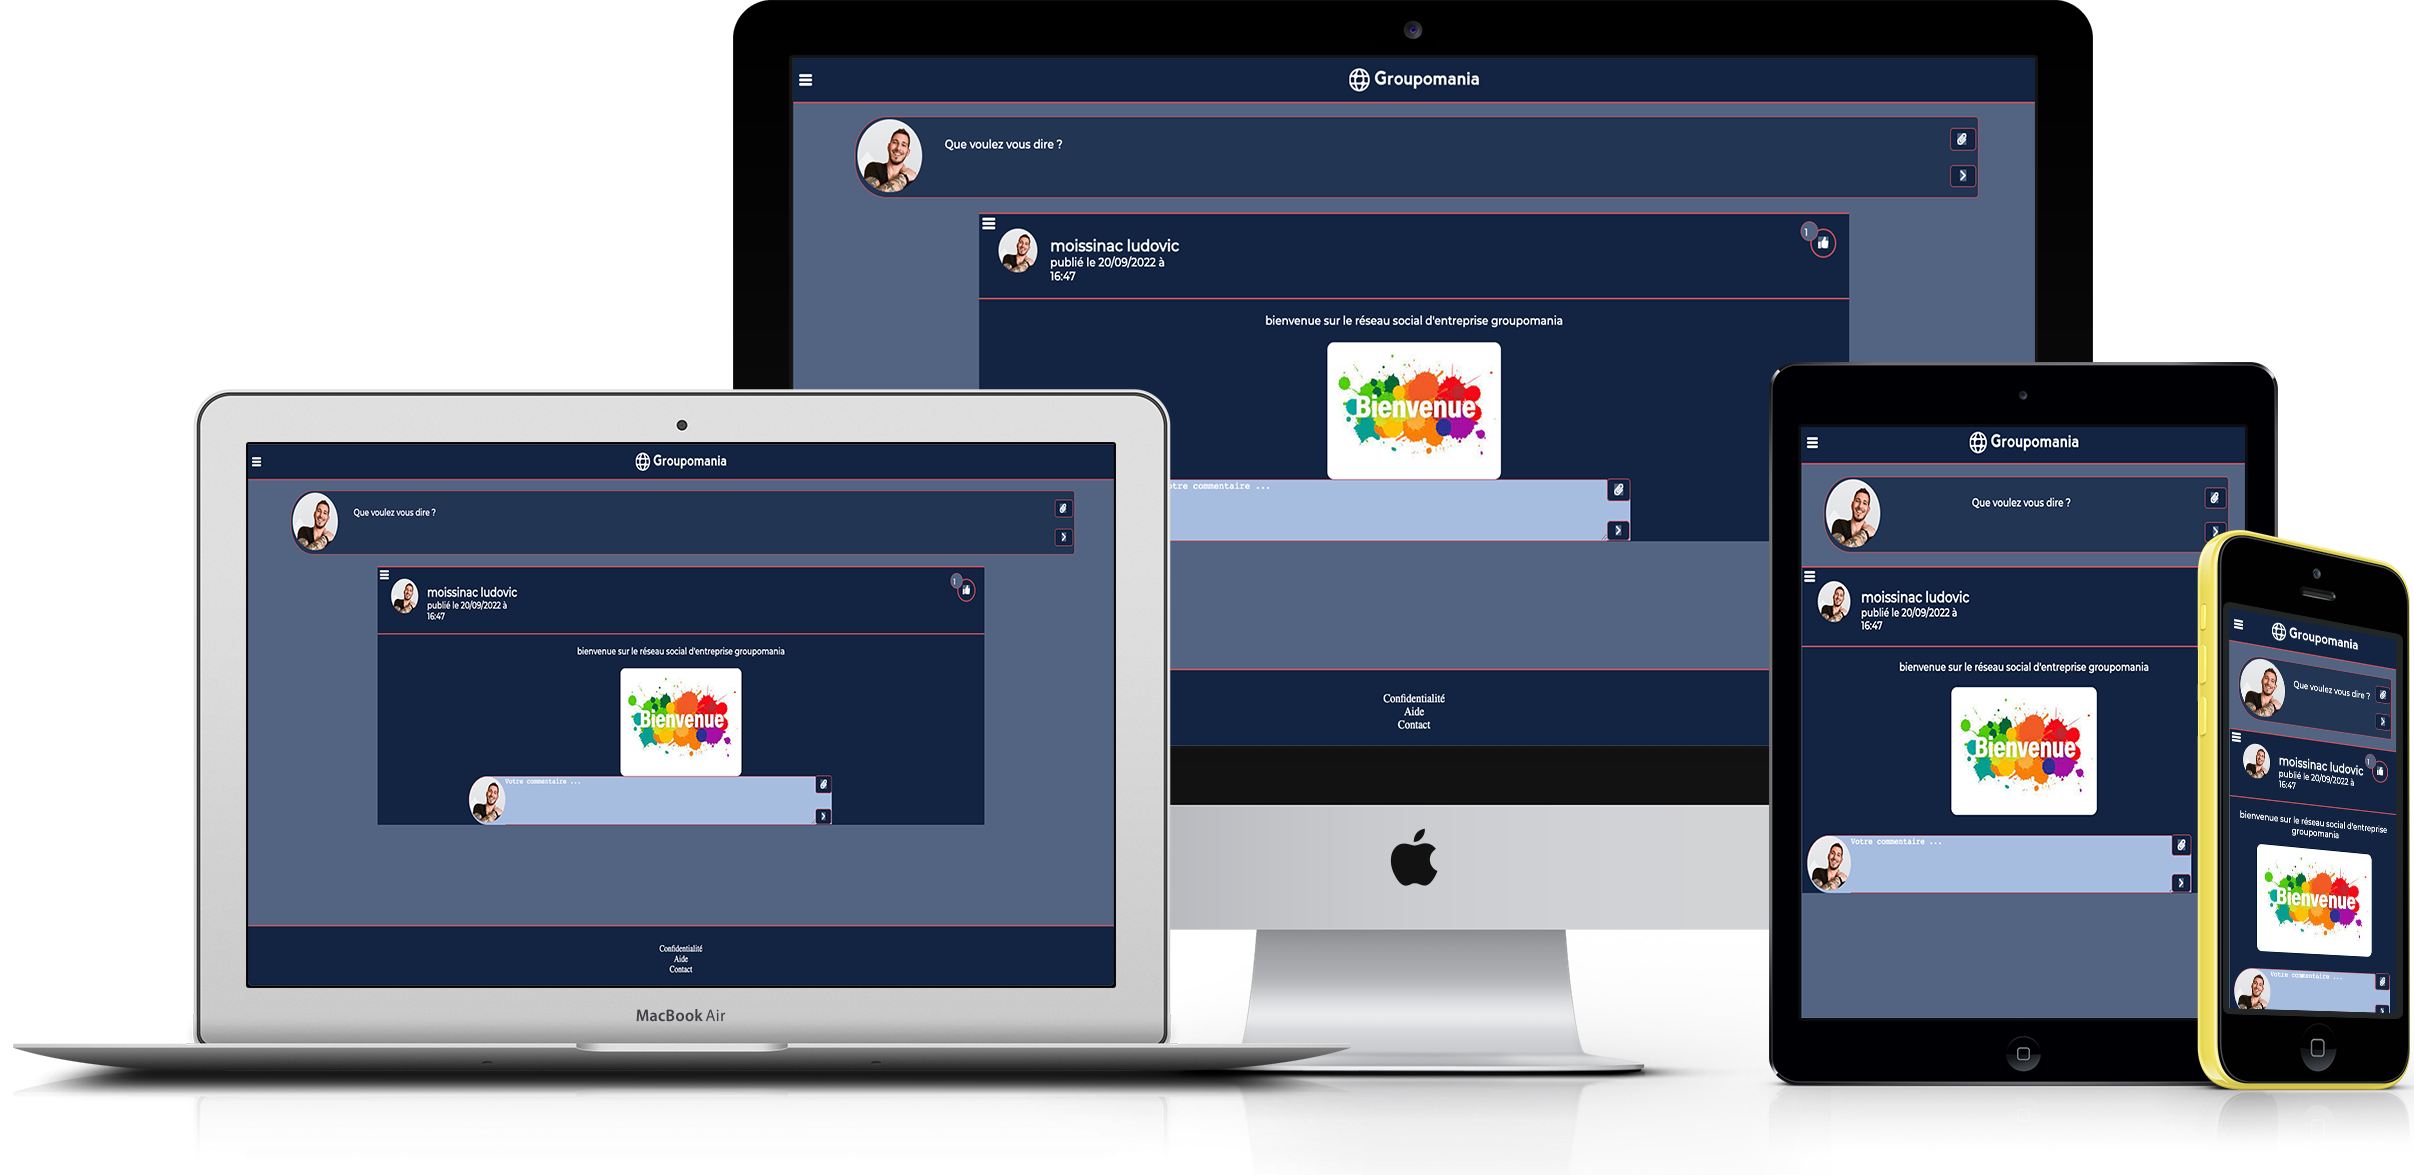 Groupomania
Que voulez vous dire ?
moissinac ludovic
publié le 20/09/2022 à
16:47
1
bienvenue sur le réseau social d'entreprise groupomania
Bienvenue
otre commentaire ...
Confidentialité
Aide
Contact
Groupomania
Que voulez vous dire ?
moissinac ludovic
publié le 20/09/2022 à
16:47
1
bienvenue sur le réseau social d'entreprise groupomania
Bienvenue
Votre commentaire ...
Confidentialité
Aide
Contact
MacBook Air
Groupomania
Que voulez vous dire ?
moissinac ludovic
publié le 20/09/2022 à
16:47
bienvenue sur le réseau social d'entreprise groupomania
Bienvenue
Votre commentaire ...
Groupomania
Que voulez vous dire ?
moissinac ludovic
publié le 20/09/2022 à
16:47
1
bienvenue sur le réseau social d'entreprise
groupomania
Bienvenue
Votre commentaire ...